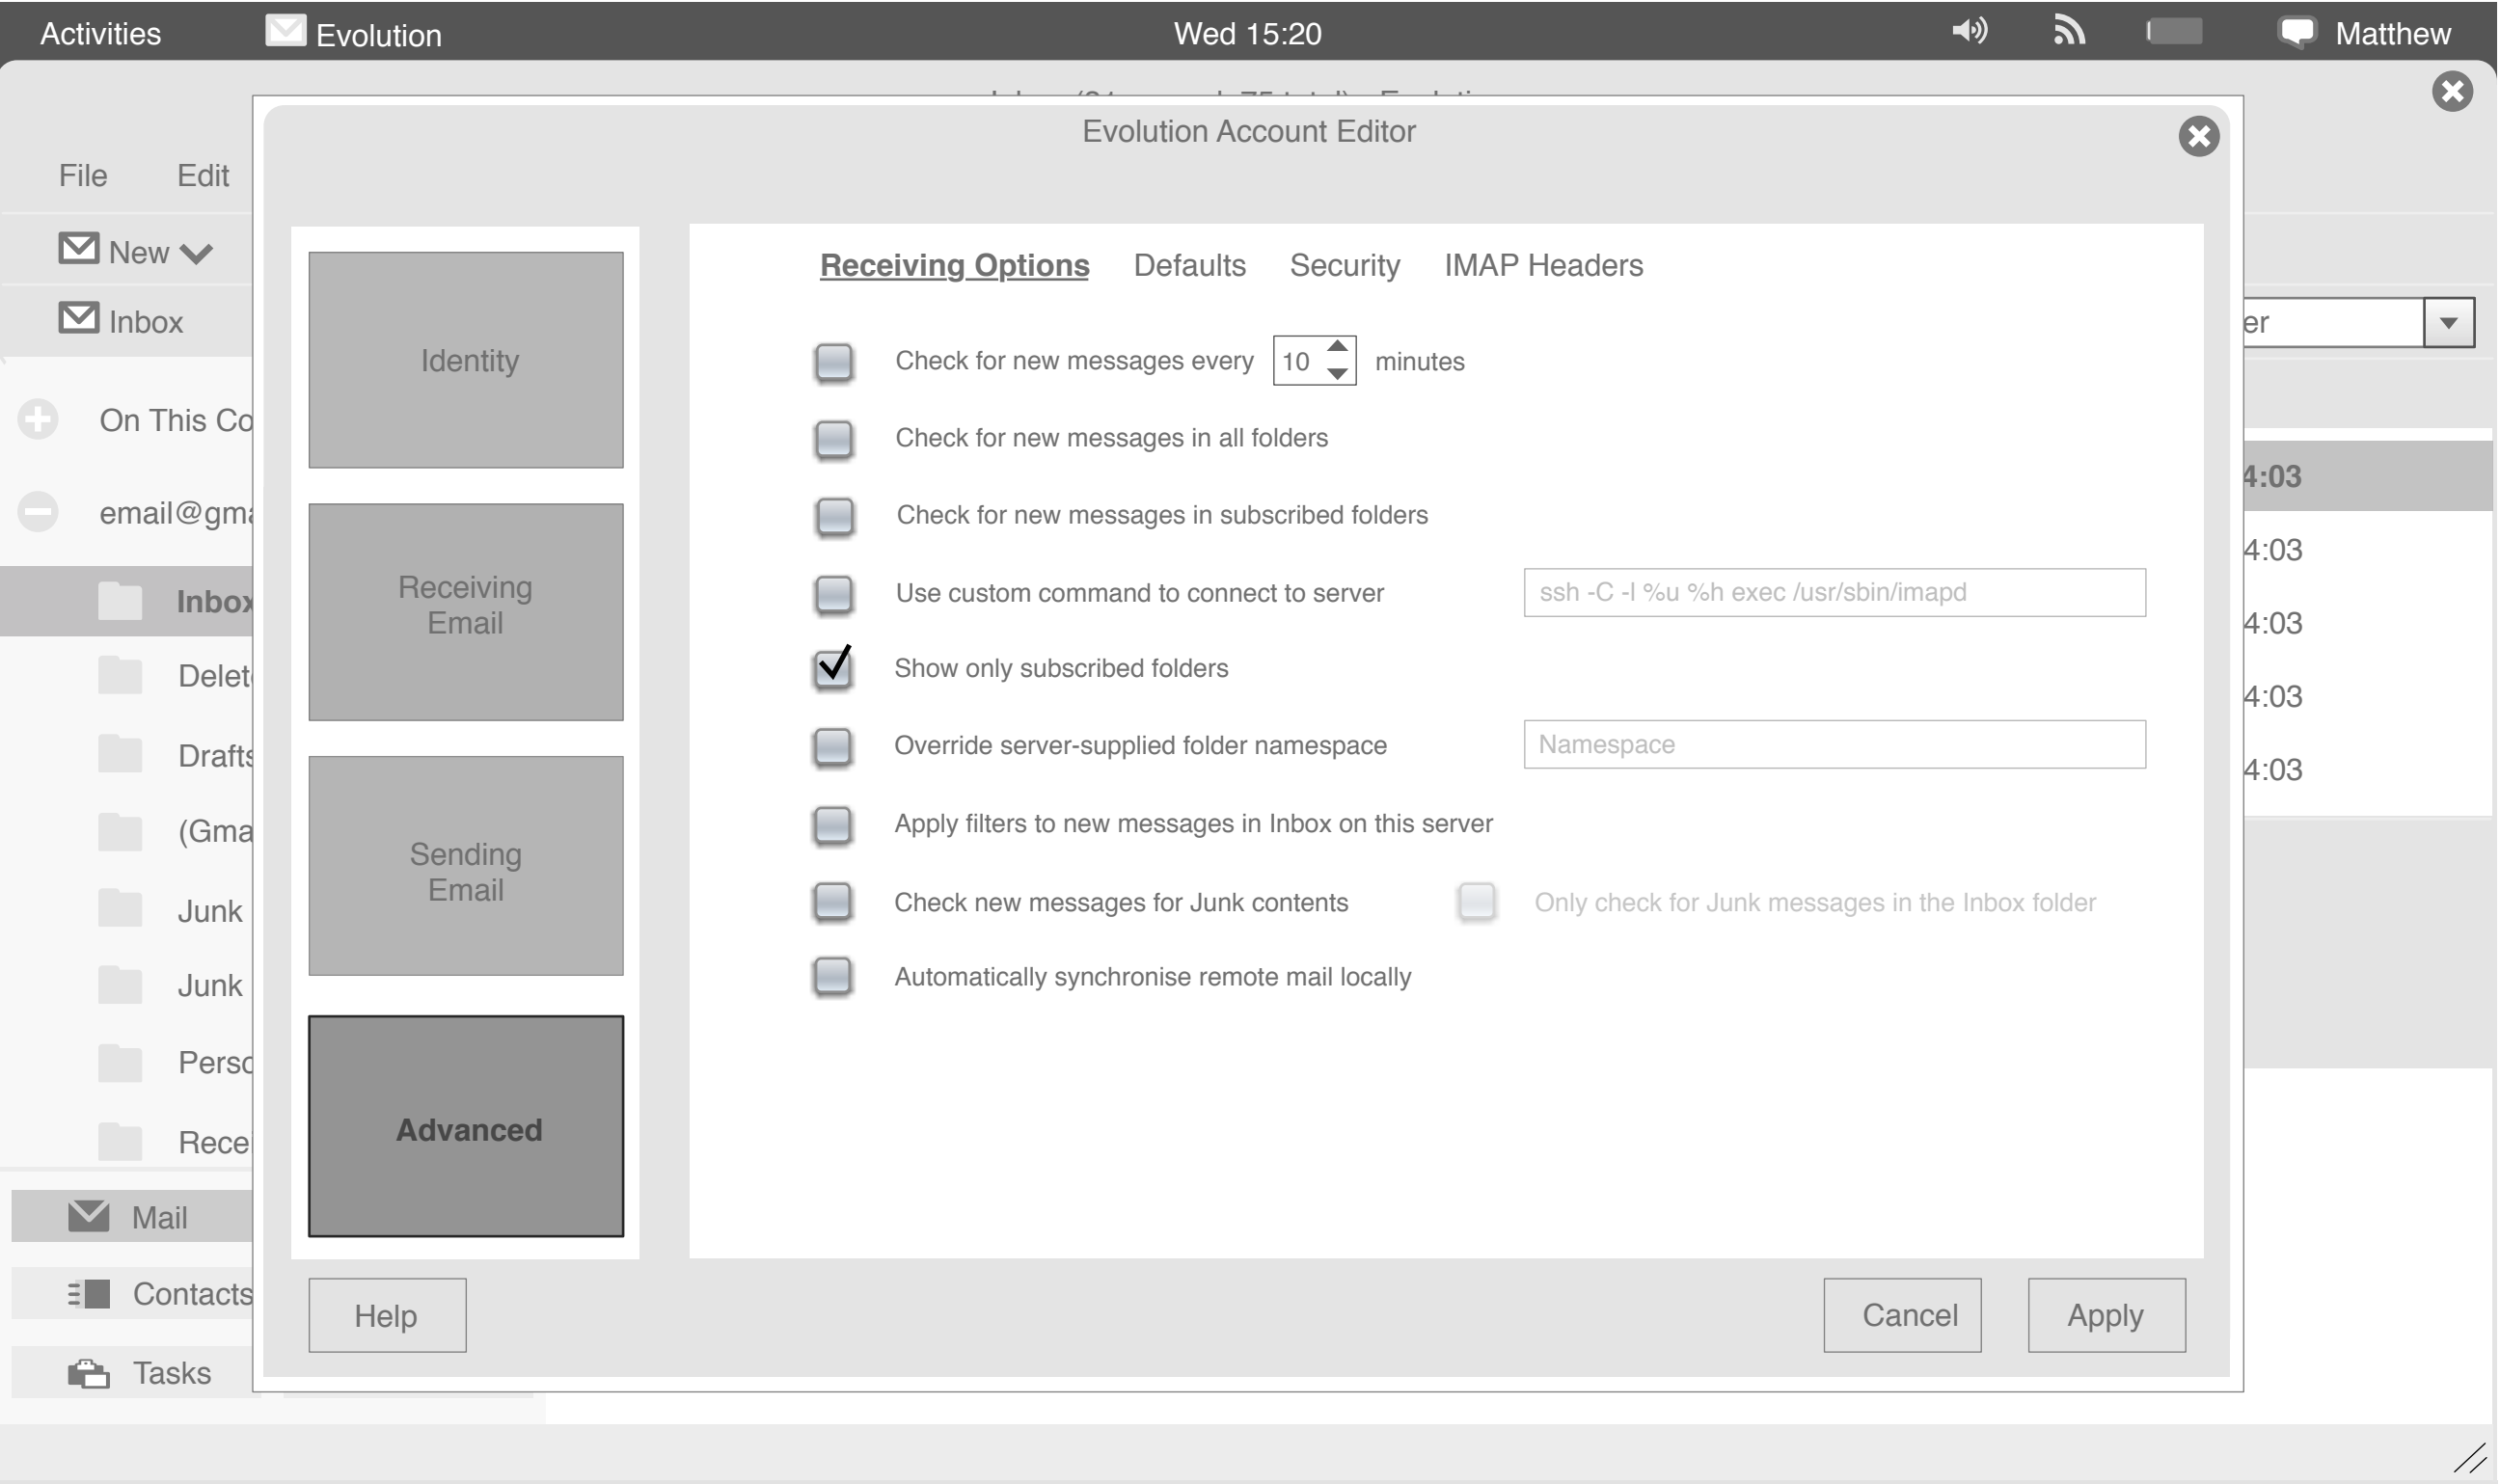 Activities Evolution Wed 15:20 Matthew
Evolution Account Editor
File Edit
New
Inbox
er
On This Co
email@gma
Inbox
Delet
Drafts
(Gma
Junk
Junk
Perso
Recei
Mail
Contacts
Tasks
4:03
4:03
4:03
4:03
4:03
Identity
Receiving
Email
Sending
Email
Advanced
Receiving Options Defaults Security IMAP Headers
Check for new messages every 10 minutes
Check for new messages in all folders
Check for new messages in subscribed folders
Use custom command to connect to server ssh -C -l %u %h exec /usr/sbin/imapd
Show only subscribed folders
Override server-supplied folder namespace Namespace
Apply filters to new messages in Inbox on this server
Check new messages for Junk contents Only check for Junk messages in the Inbox folder
Automatically synchronise remote mail locally
Help Cancel Apply